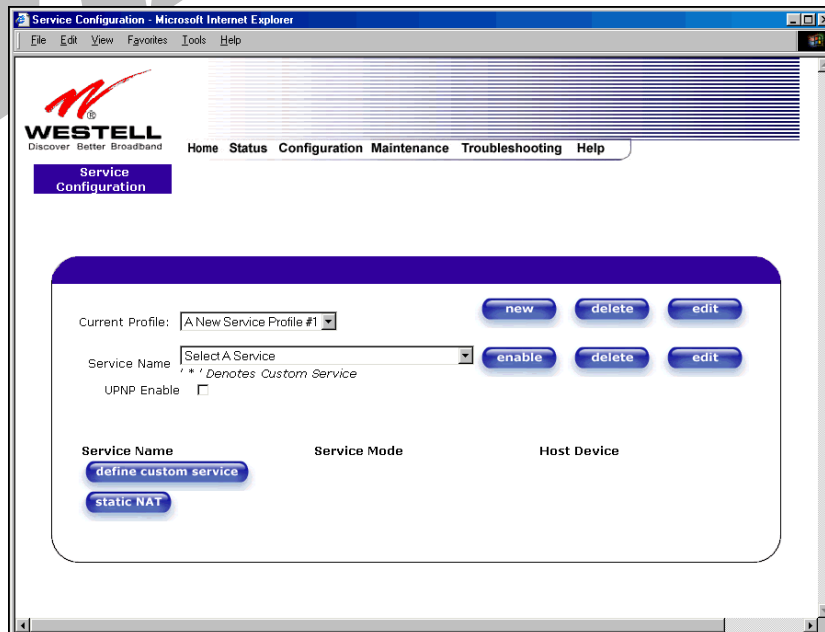 Service Configuration - Microsoft Internet Explorer
File Edit View Favorites Tools Help
®
WESTELL
Discover Better Broadband
Home Status Configuration Maintenance Troubleshooting Help
Service
Configuration
Current Profile: A New Service Profile #1 new delete edit
Service Name Select A Service enable delete edit
' * ' Denotes Custom Service
UPNP Enable
Service Name Service Mode Host Device
define custom service
static NAT